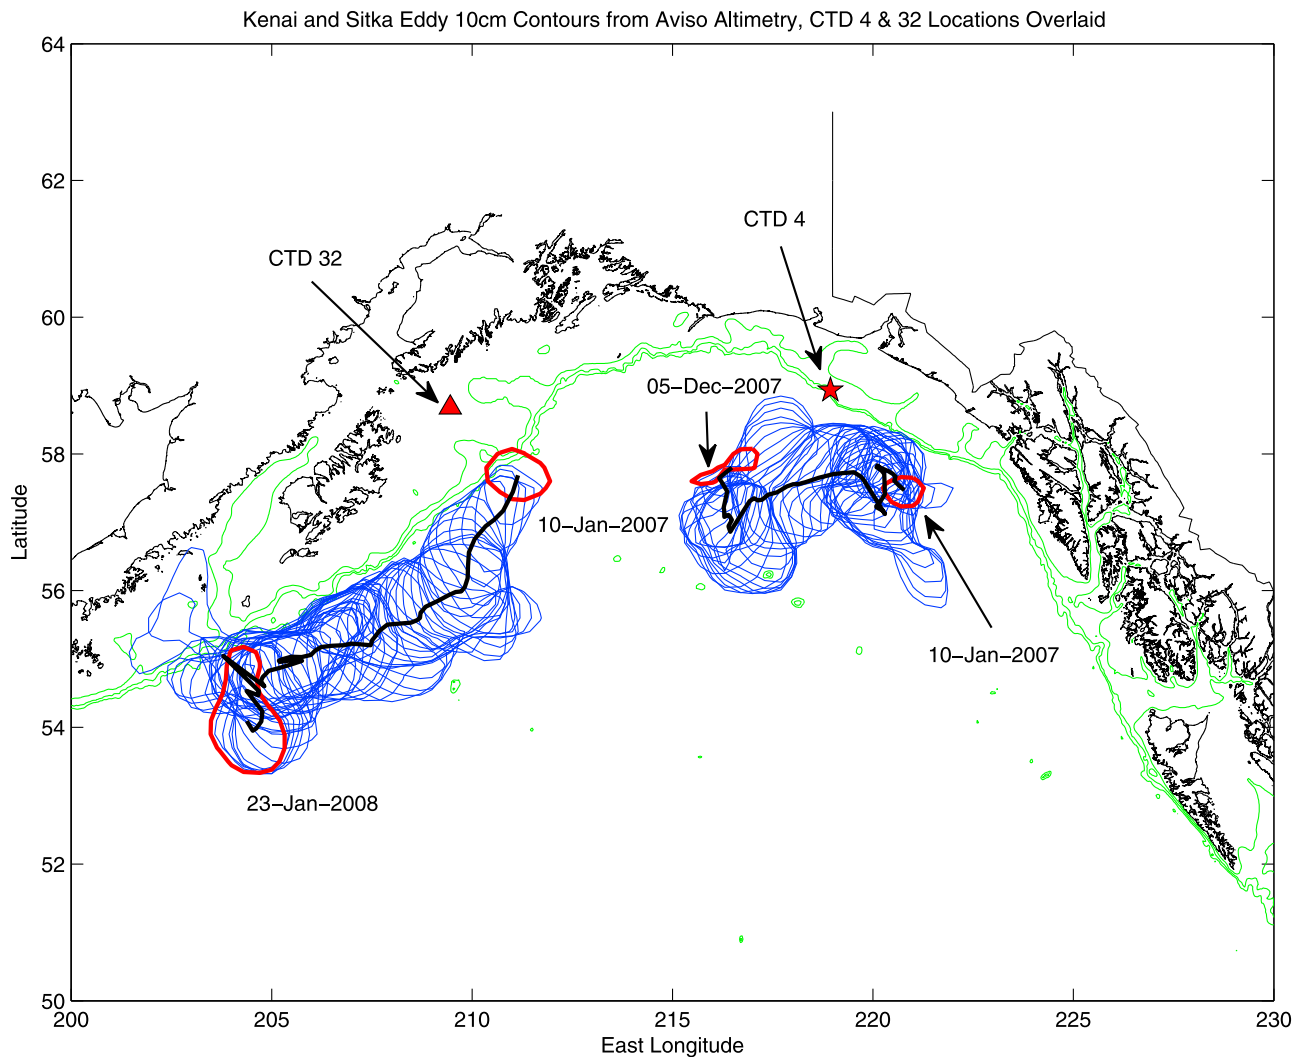 Kenai and Sitka Eddy 10cm Contours from Aviso Altimetry, CTD 4 & 32 Locations Overlaid
64
62
60
58
56
54
52
50
Latitude
CTD 4
CTD 32
05−Dec−2007
10−Jan−2007
10−Jan−2007
23−Jan−2008
200
205
210
215
220
225
230
East Longitude